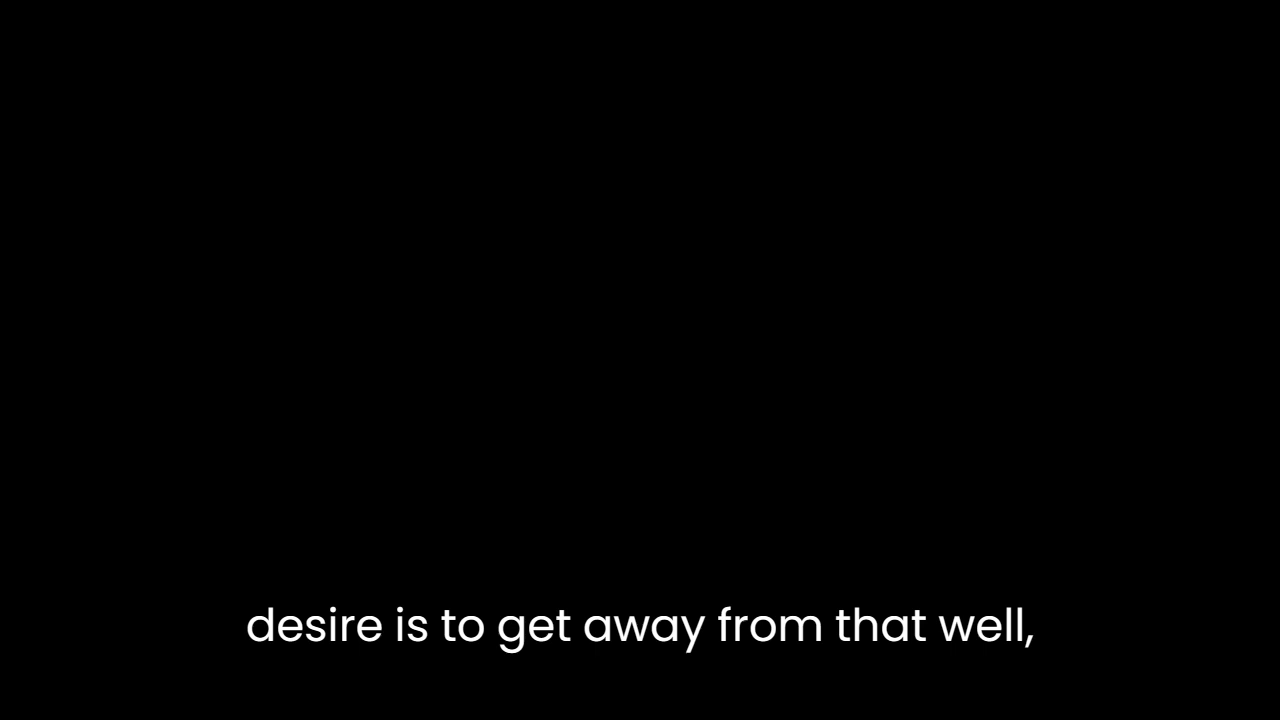 desire is to get away from that well,